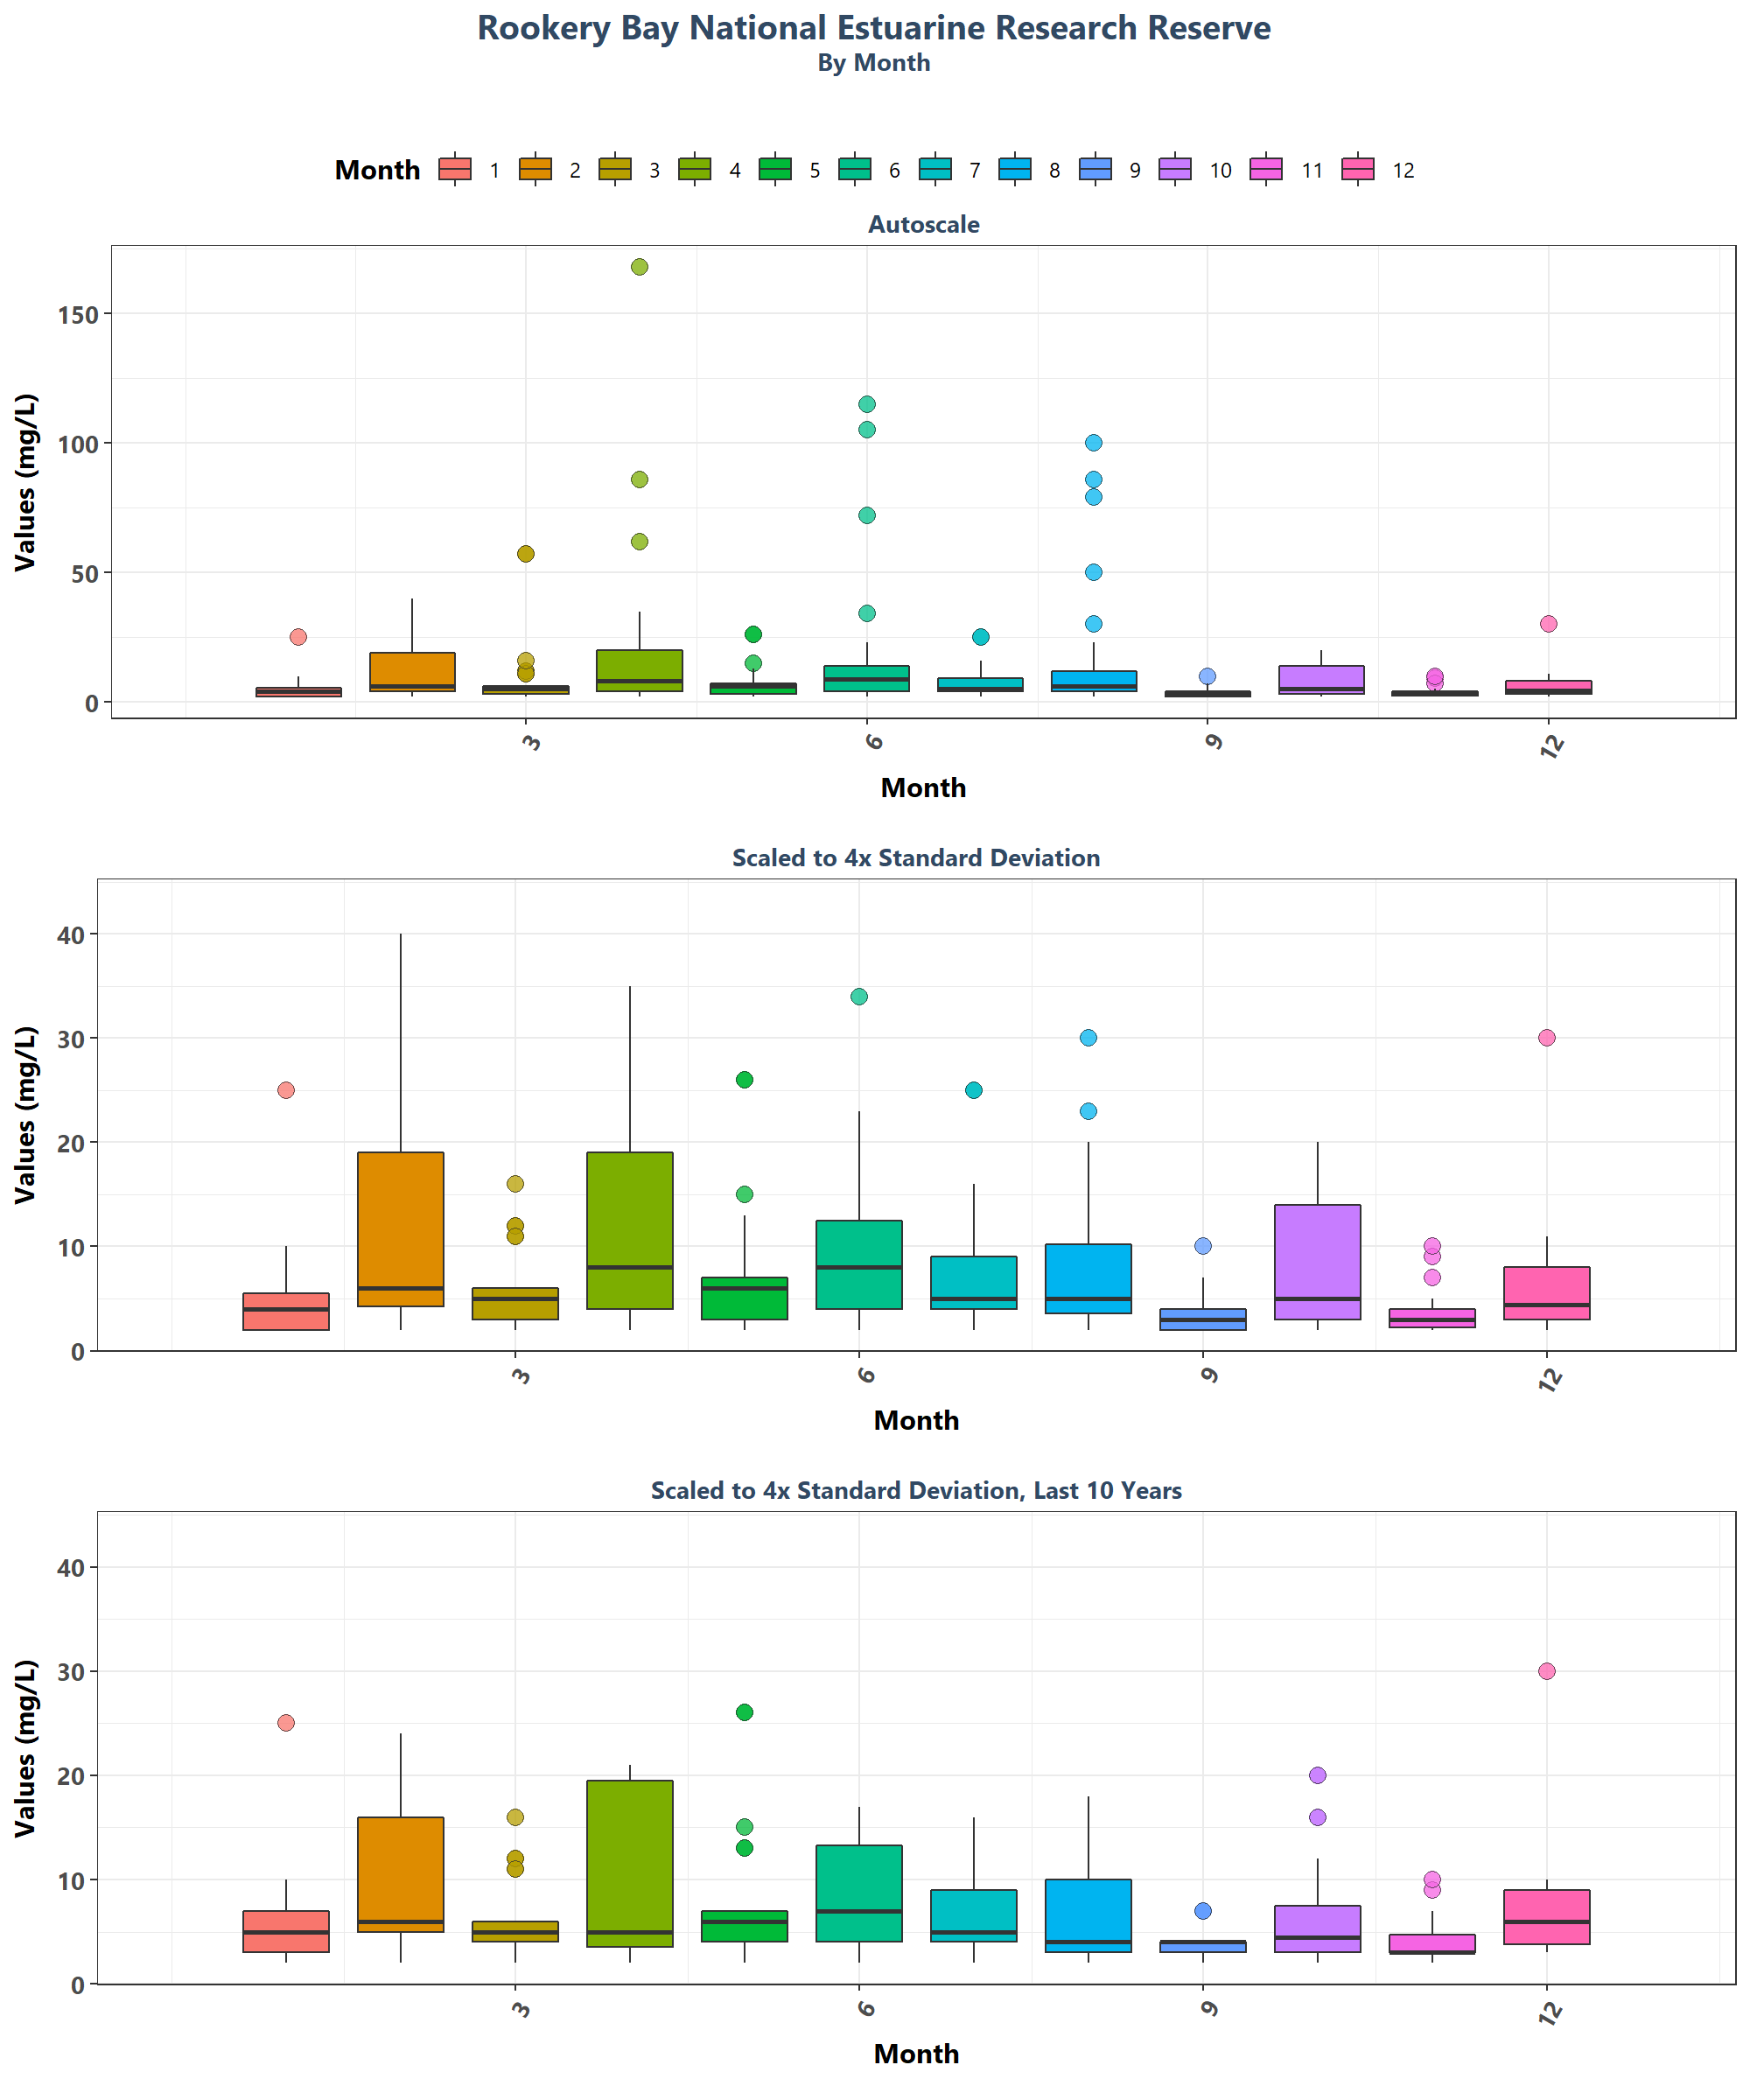 Rookery Bay National Estuarine Research Reserve
By Month
Month 1 2 3 4 5 6 7 8 9 10 11 12
Autoscale
Values (mg/L)
150
100
50
0
3 6 9 12
Month
Scaled to 4x Standard Deviation
Values (mg/L)
40
30
20
10
0
3 6 9 12
Month
Scaled to 4x Standard Deviation, Last 10 Years
Values (mg/L)
40
30
20
10
0
3 6 9 12
Month